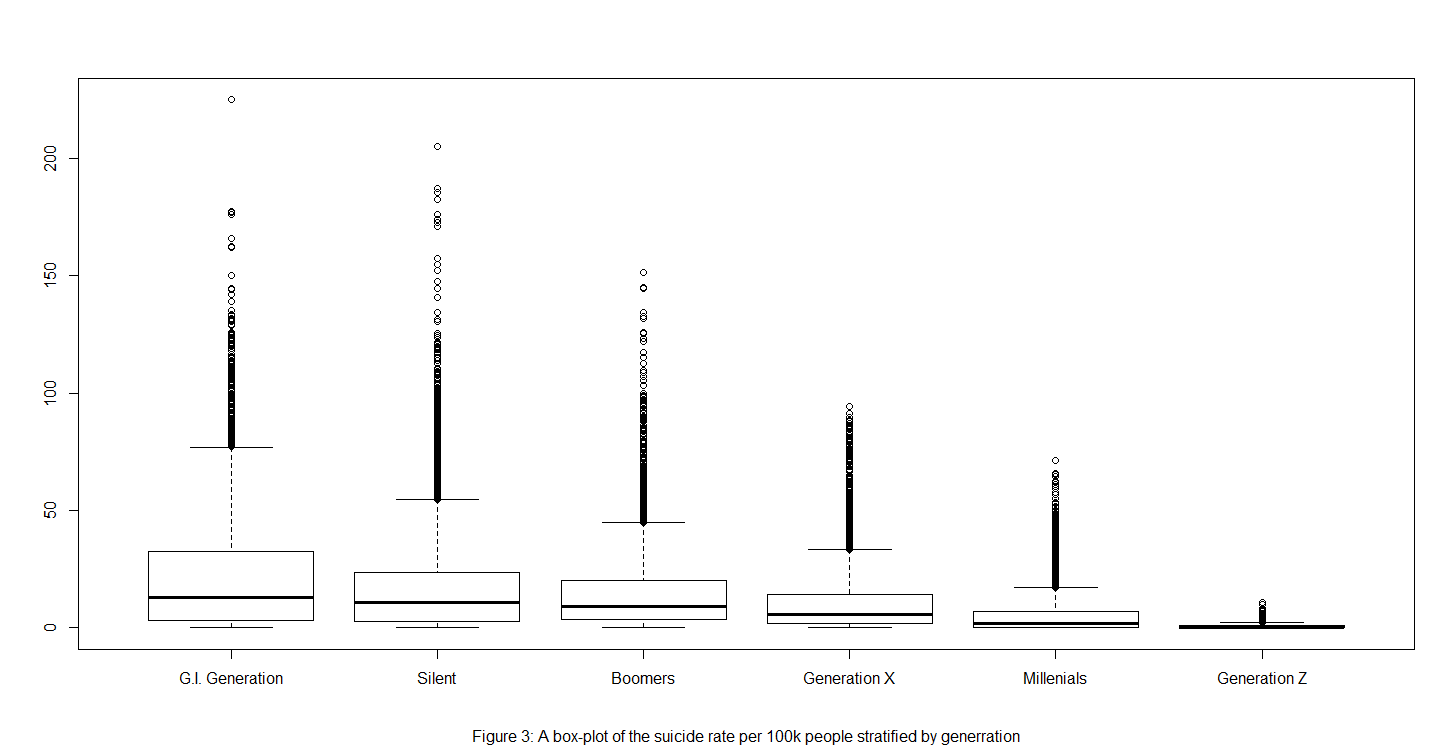 200
150
100
50
0
G.I. Generation Silent Boomers Generation X Millenials Generation Z
Figure 3: A box-plot of the suicide rate per 100k people stratified by generration